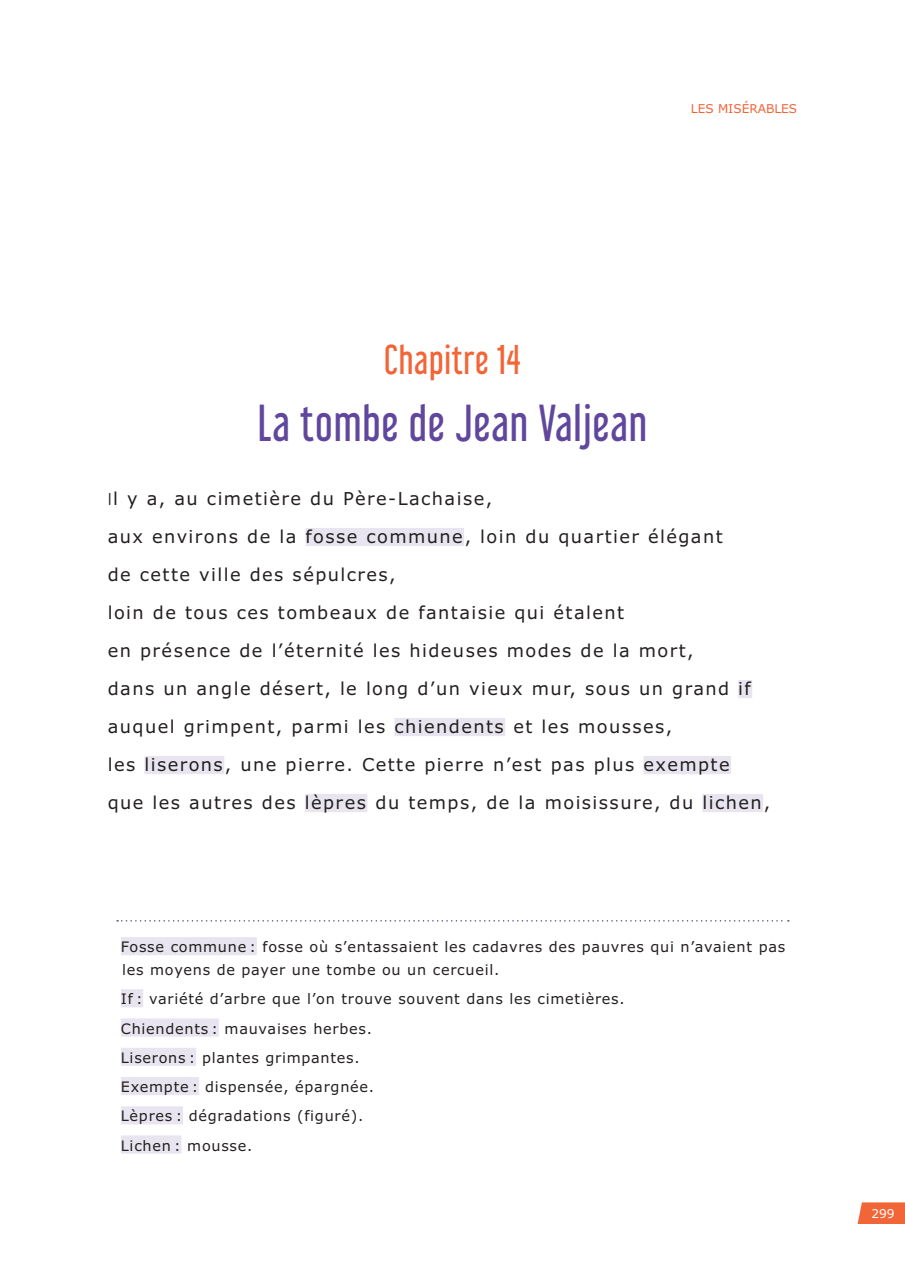 LES MISÉRABLES
Chapitre 14
La tombe de Jean Valjean
Il y a, au cimetière du Père-Lachaise,
aux environs de la fosse commune, loin du quartier élégant
de cette ville des sépulcres,
loin de tous ces tombeaux de fantaisie qui étalent
en présence de l’éternité les hideuses modes de la mort,
dans un angle désert, le long d’un vieux mur, sous un grand if
auquel grimpent, parmi les chiendents et les mousses,
les liserons, une pierre. Cette pierre n’est pas plus exempte
que les autres des lèpres du temps, de la moisissure, du lichen,
Fosse commune : fosse où s’entassaient les cadavres des pauvres qui n’avaient pas
les moyens de payer une tombe ou un cercueil.
If : variété d’arbre que l’on trouve souvent dans les cimetières.
Chiendents : mauvaises herbes.
Liserons : plantes grimpantes.
Exempte : dispensée, épargnée.
Lèpres : dégradations (figuré).
Lichen : mousse.
299